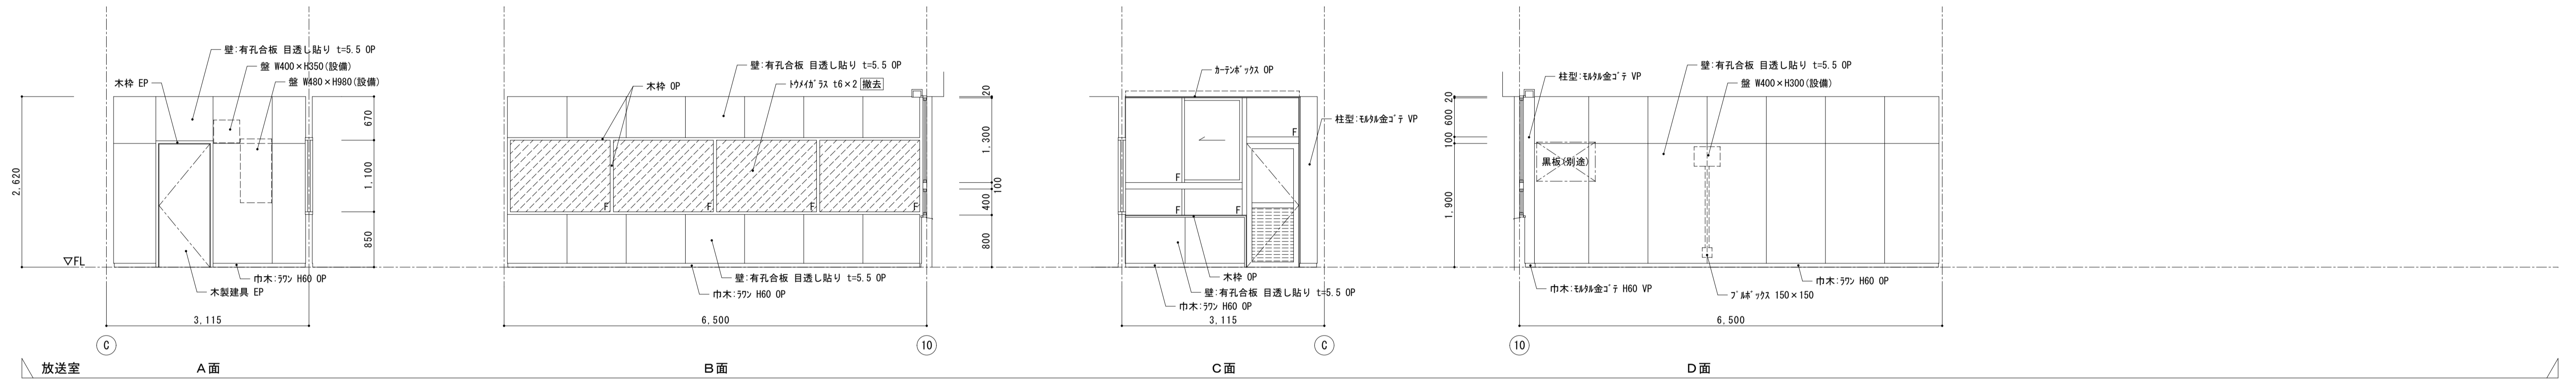 壁:有孔合板 目透し貼り t=5.5 OP
盤 W400×H350(設備)
盤 W480×H980(設備)
木枠 EP
670
1,100
850
2,620
▽FL
巾木:ﾗﾜﾝ H60 OP
木製建具 EP
3,115
C
壁:有孔合板 目透し貼り t=5.5 OP
木枠 OP
ﾄｳﾒｲｶﾞﾗｽ t6×2 撤去
F
F
F
F
壁:有孔合板 目透し貼り t=5.5 OP
巾木:ﾗﾜﾝ H60 OP
6,500
10
20
1,300
100
400
800
ｶｰﾃﾝﾎﾞｯｸｽ OP
柱型:ﾓﾙﾀﾙ金ｺﾞﾃ VP
F
F
F
F
木枠 OP
壁:有孔合板 目透し貼り t=5.5 OP
巾木:ﾗﾜﾝ H60 OP
3,115
C
20
600
100
1,900
柱型:ﾓﾙﾀﾙ金ｺﾞﾃ VP
壁:有孔合板 目透し貼り t=5.5 OP
盤 W400×H300(設備)
黒板(別途)
巾木:ﾓﾙﾀﾙ金ｺﾞﾃ H60 VP
巾木:ﾗﾜﾝ H60 OP
ﾌﾟﾙﾎﾞｯｸｽ 150×150
6,500
10
放送室
A面
B面
C面
D面